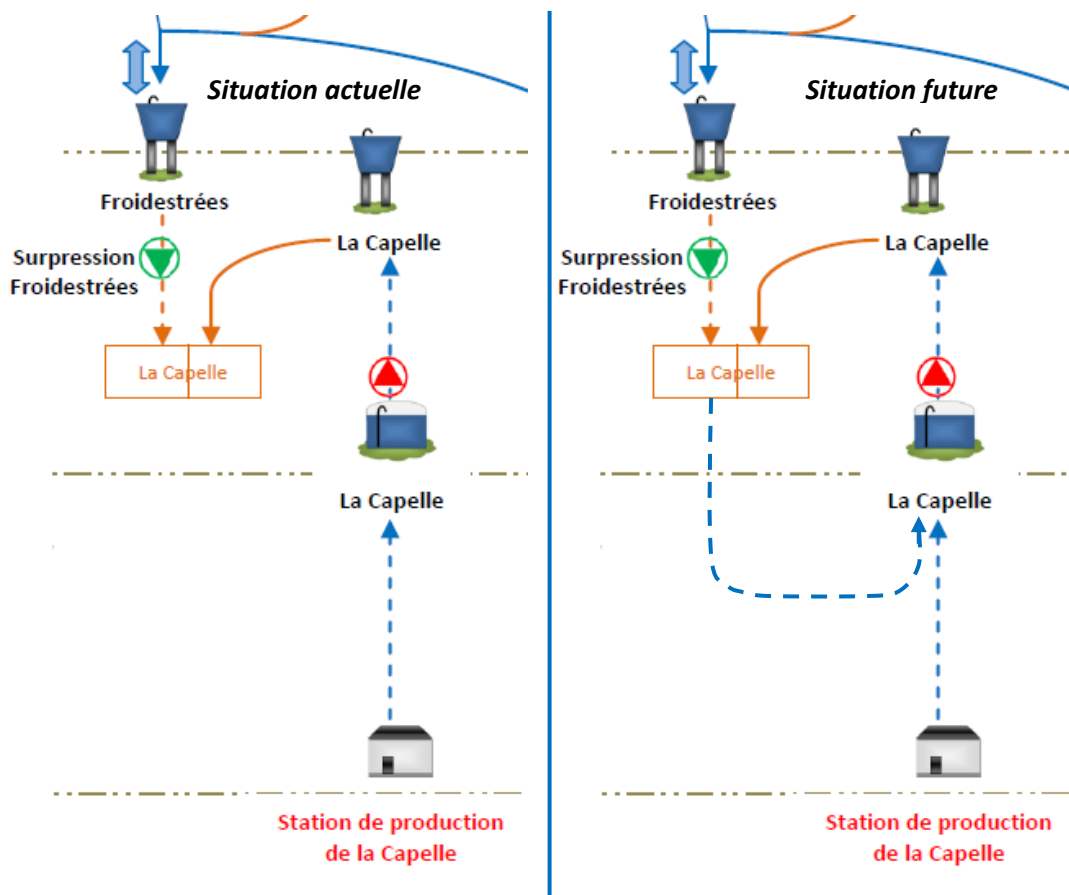 Situation actuelle
Froidestrées
La Capelle
Surpression
Froidestrées
La Capelle
La Capelle
Station de production
de la Capelle
Situation future
Froidestrées
La Capelle
Surpression
Froidestrées
La Capelle
La Capelle
Station de production
de la Capelle